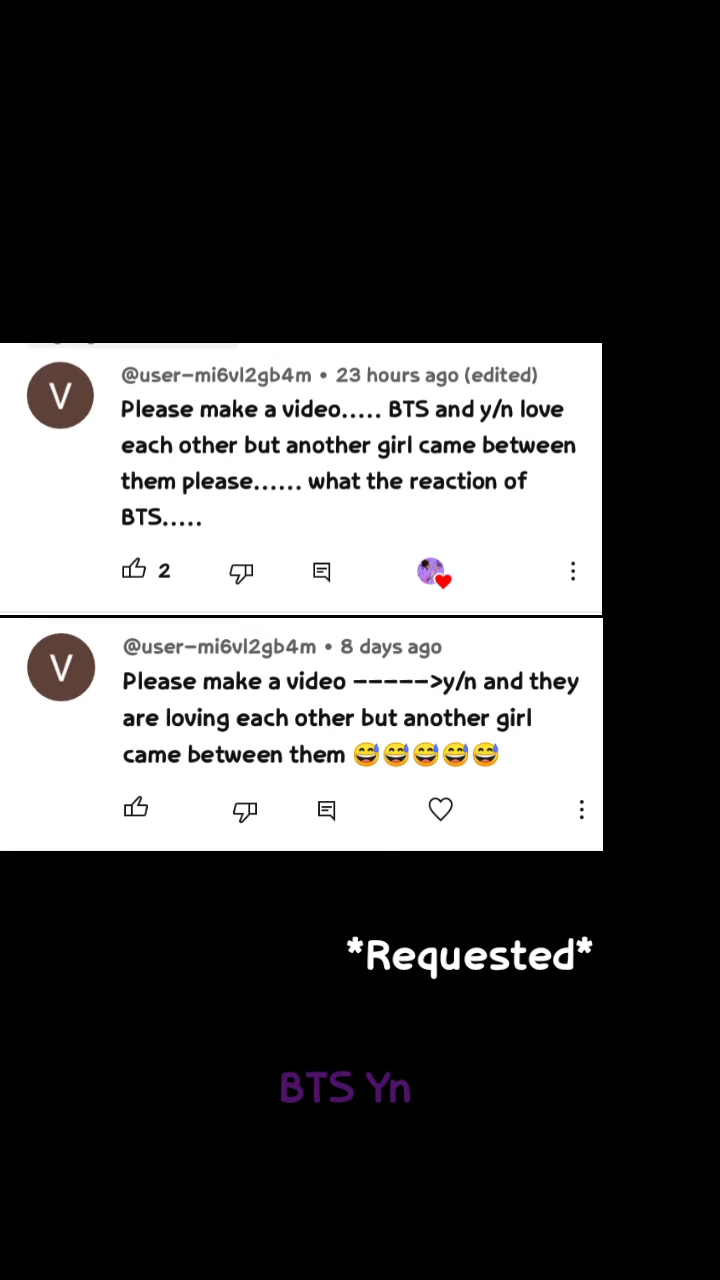 V
@user-mi6vl2gb4m • 23 hours ago (edited)
Please make a video..... BTS and y/n love
each other but another girl came between
them please...... what the reaction of
BTS.....
2
V
@user-mi6vl2gb4m • 8 days ago
Please make a video ----->y/n and they
are loving each other but another girl
came between them 😅😅😅😅😅
*Requested*
BTS Yn